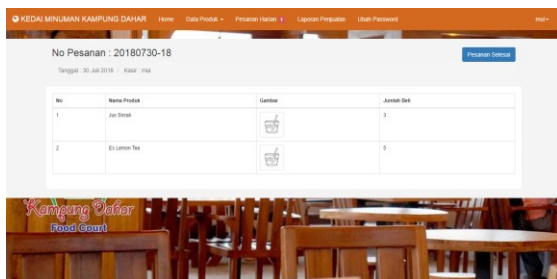 KEDAI MINUMAN KAMPUNG DAHAR Home Data Produk Pesanan Harian Laporan Penjualan Ubah Password
No Pesanan : 20180730-18
Pesanan Selesai
Tanggal : 30 Juli 2018 / Kasir : mui
No Nama Produk Gambar Jumlah Beli
1 Jus Sirsak 3
2 Es Lemon Tea 5
Kampung Dahar
Food Court